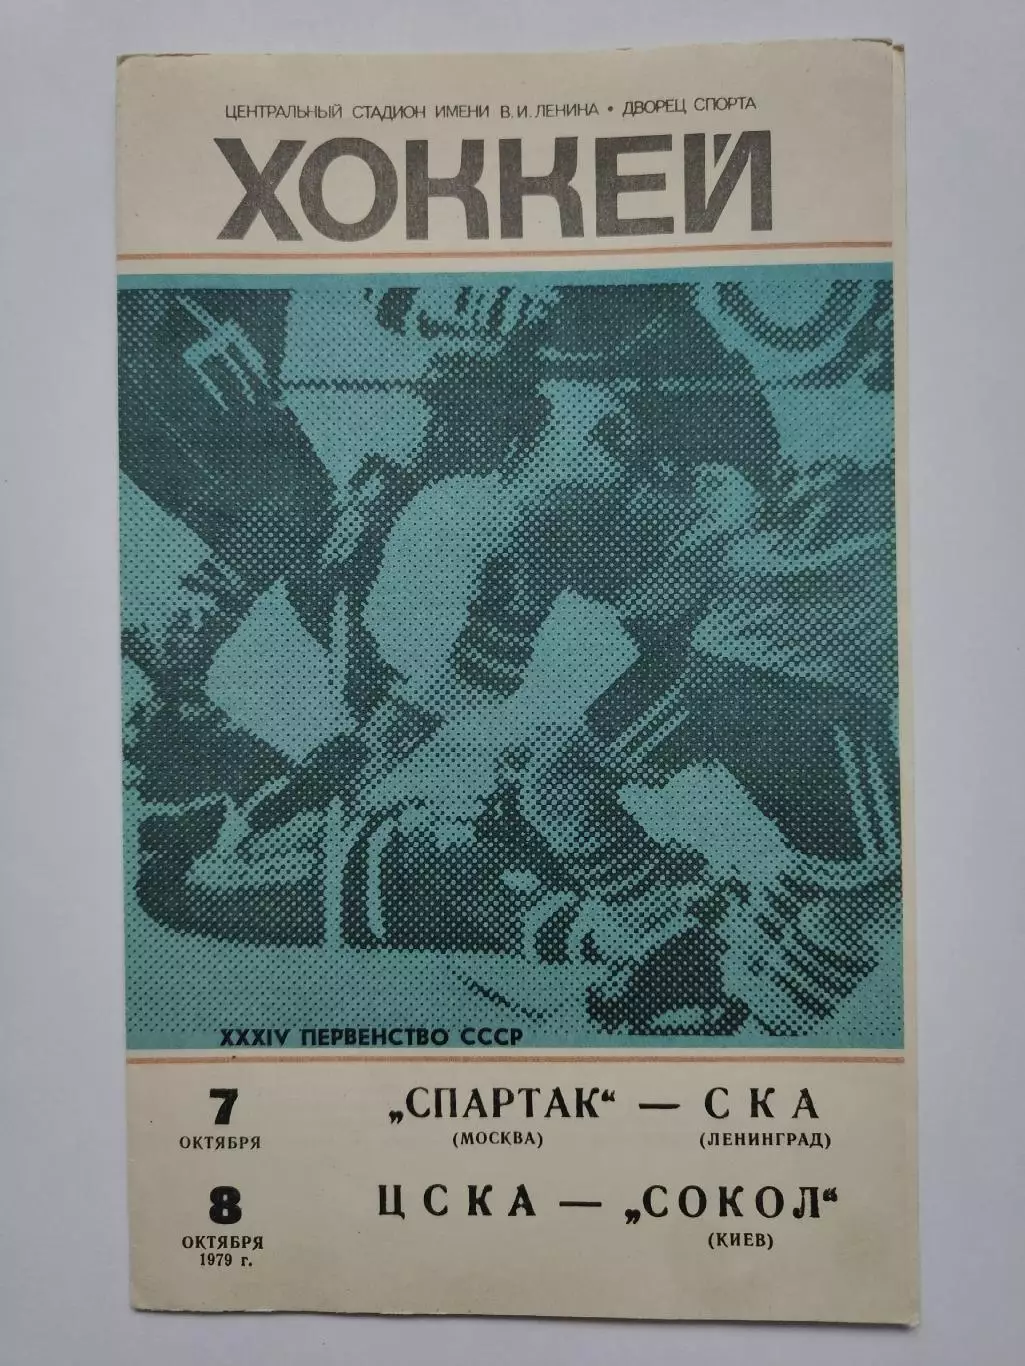 ЦЕНТРАЛЬНЫЙ СТАДИОН ИМЕНИ В.И.ЛЕНИНА • ДВОРЕЦ СПОРТА
ХОККЕЙ
XXXIV ПЕРВЕНСТВО СССР
7 „СПАРТАК“ — СКА
ОКТЯБРЯ (МОСКВА) (ЛЕНИНГРАД)
8 ЦСКА — „СОКОЛ“
ОКТЯБРЯ (КИЕВ)
1979 г.